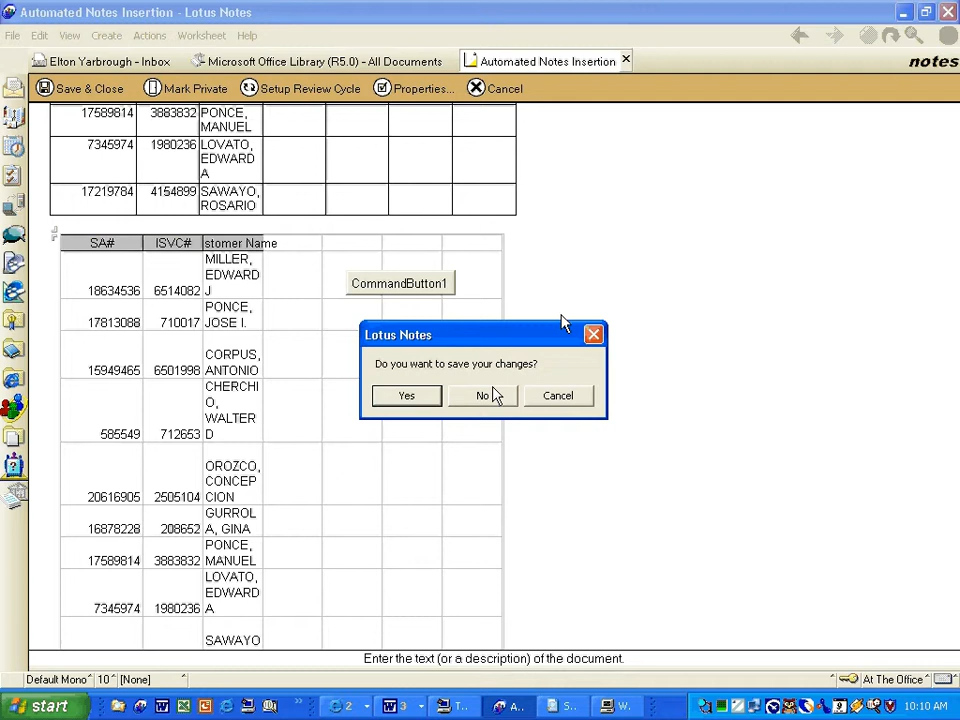 Automated Notes Insertion - Lotus Notes
File Edit View Create Actions Worksheet Help
Elton Yarbrough - Inbox
Microsoft Office Library (R5.0) - All Documents
Automated Notes Insertion
notes
Save & Close
Mark Private
Setup Review Cycle
Properties...
Cancel
17589814 3883832 PONCE,
MANUEL
7345974 1980236 LOVATO,
EDWARD
A
17219784 4154899 SAWAYO,
ROSARIO
SA# ISVC# stomer Name
MILLER,
EDWARD
18634536 6514082 J
PONCE,
17813088 710017 JOSE I.
CORPUS,
15949465 6501998 ANTONIO
CHERCHI
O,
WALTER
585549 712653 D
OROZCO,
CONCEP
20616905 2505104 CION
GURROL
16878228 208652 A, GINA
PONCE,
17589814 3883832 MANUEL
LOVATO,
EDWARD
7345974 1980236 A
SAWAYO
CommandButton1
Lotus Notes
Do you want to save your changes?
Yes No Cancel
Enter the text (or a description) of the document.
Default Mono 10 [None]
At The Office
start
2
3
T...
A...
S...
W...
10:10 AM